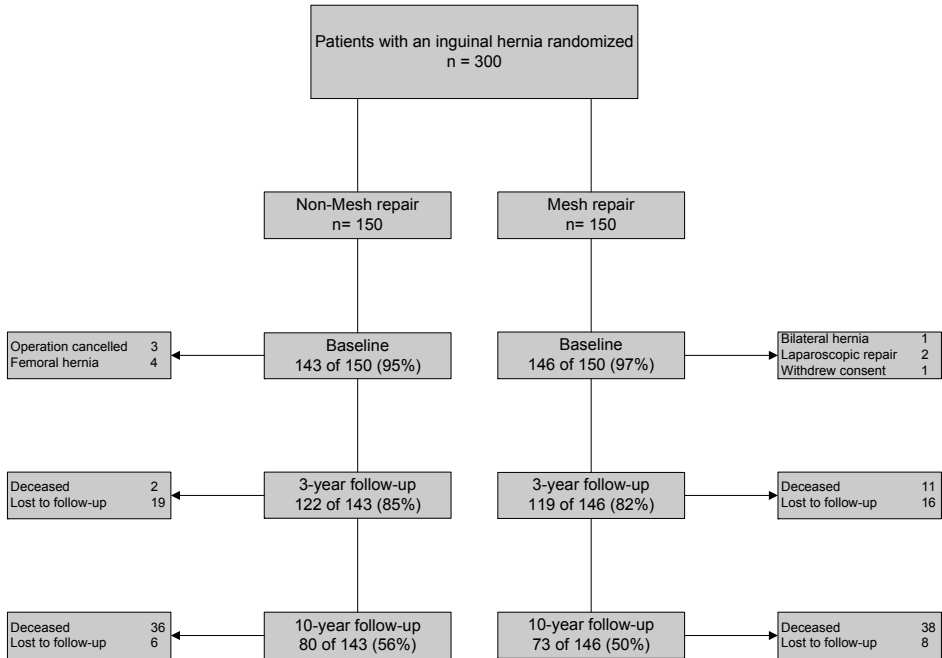 Patients with an inguinal hernia randomized
n = 300
Non-Mesh repair
n= 150
Mesh repair
n= 150
Operation cancelled 3
Femoral hernia 4
Baseline
143 of 150 (95%)
Baseline
146 of 150 (97%)
Bilateral hernia 1
Laparoscopic repair 2
Withdrew consent 1
Deceased 2
Lost to follow-up 19
3-year follow-up
122 of 143 (85%)
3-year follow-up
119 of 146 (82%)
Deceased 11
Lost to follow-up 16
Deceased 36
Lost to follow-up 6
10-year follow-up
80 of 143 (56%)
10-year follow-up
73 of 146 (50%)
Deceased 38
Lost to follow-up 8